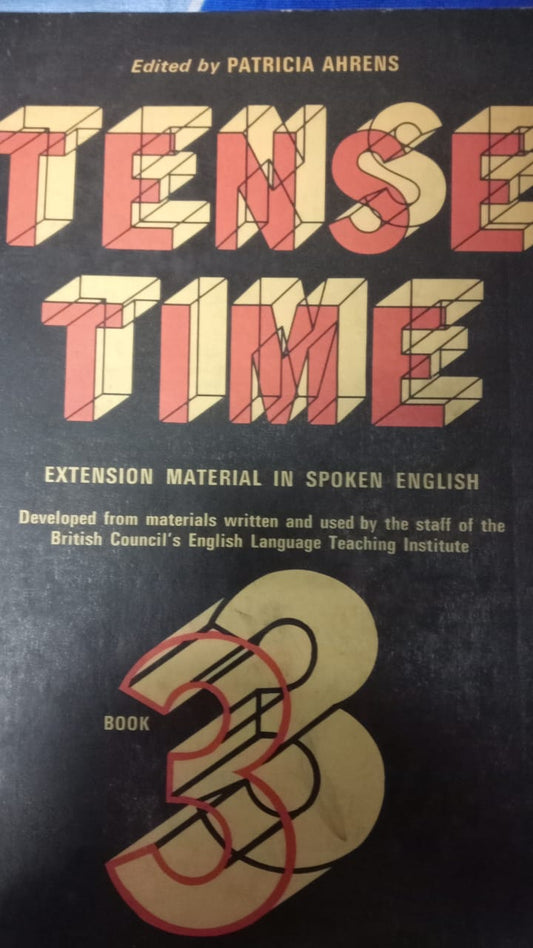 Edited by PATRICIA AHRENS
TENSE
TIME
EXTENSION MATERIAL IN SPOKEN ENGLISH
Developed from materials written and used by the staff of the
British Council's English Language Teaching Institute
BOOK
3